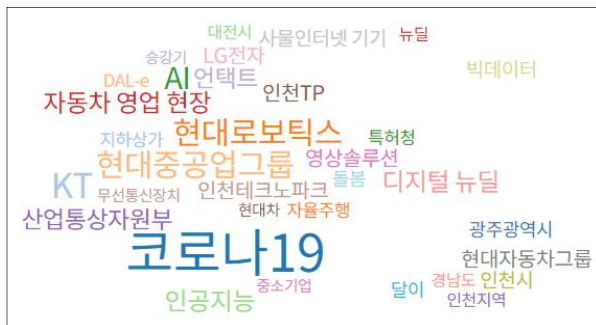 대전시
사물인터넷 기기
뉴딜
승강기
LG전자
빅데이터
DAL-e
AI
언택트
인천TP
자동차 영업 현장
지하상가
현대로보틱스
특허청
현대중공업그룹
영상솔루션
KT
무선통신장치
인천테크노파크
돌봄
디지털 뉴딜
산업통상자원부
현대차
자율주행
광주광역시
코로나19
현대자동차그룹
인공지능
중소기업
달이
경남도
인천시
인천지역